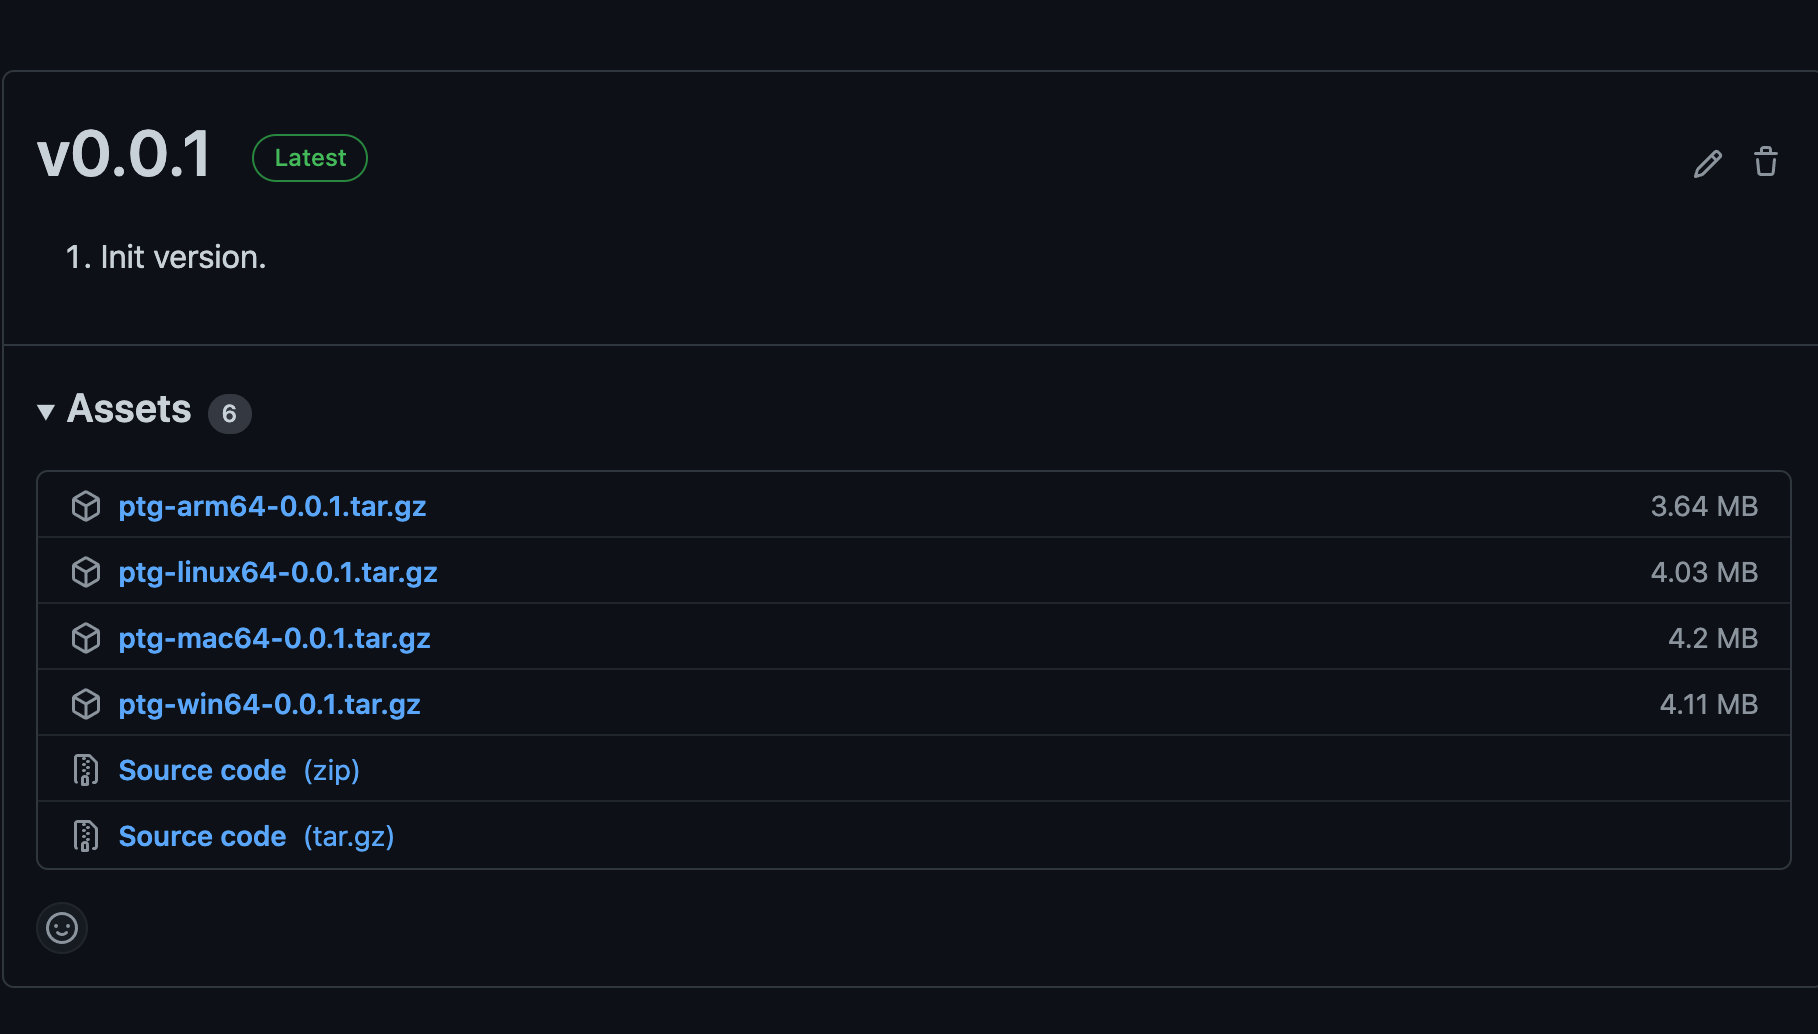 v0.0.1 Latest
1. Init version.
Assets 6
ptg-arm64-0.0.1.tar.gz 3.64 MB
ptg-linux64-0.0.1.tar.gz 4.03 MB
ptg-mac64-0.0.1.tar.gz 4.2 MB
ptg-win64-0.0.1.tar.gz 4.11 MB
Source code (zip)
Source code (tar.gz)